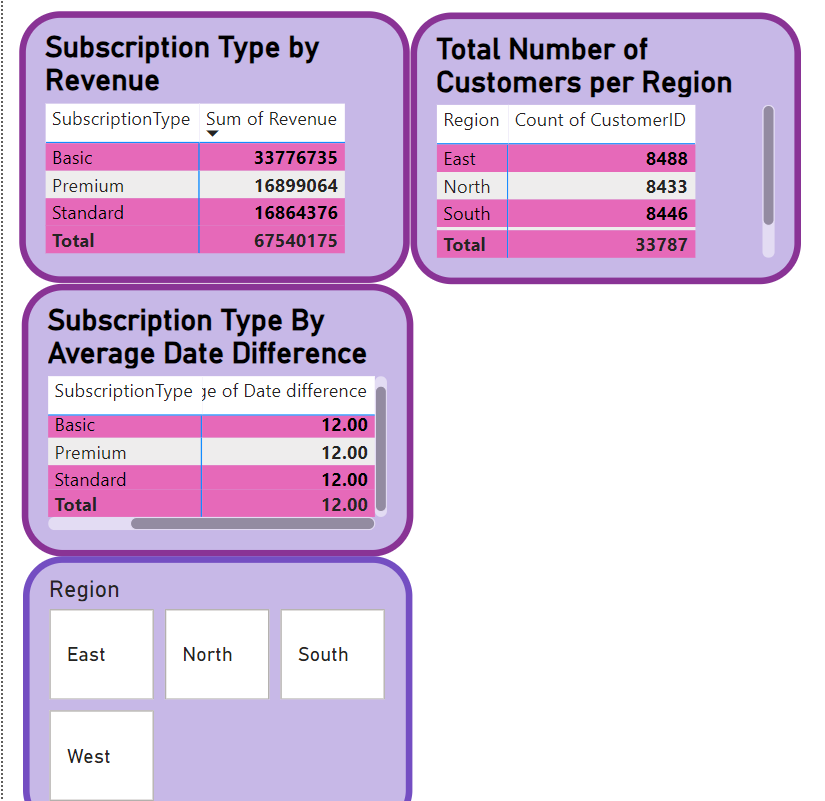 Subscription Type by
Revenue
SubscriptionType Sum of Revenue
Basic 33776735
Premium 16899064
Standard 16864376
Total 67540175
Total Number of
Customers per Region
Region Count of CustomerID
East 8488
North 8433
South 8446
Total 33787
Subscription Type By
Average Date Difference
SubscriptionType ge of Date difference
Basic 12.00
Premium 12.00
Standard 12.00
Total 12.00
Region
East North South
West